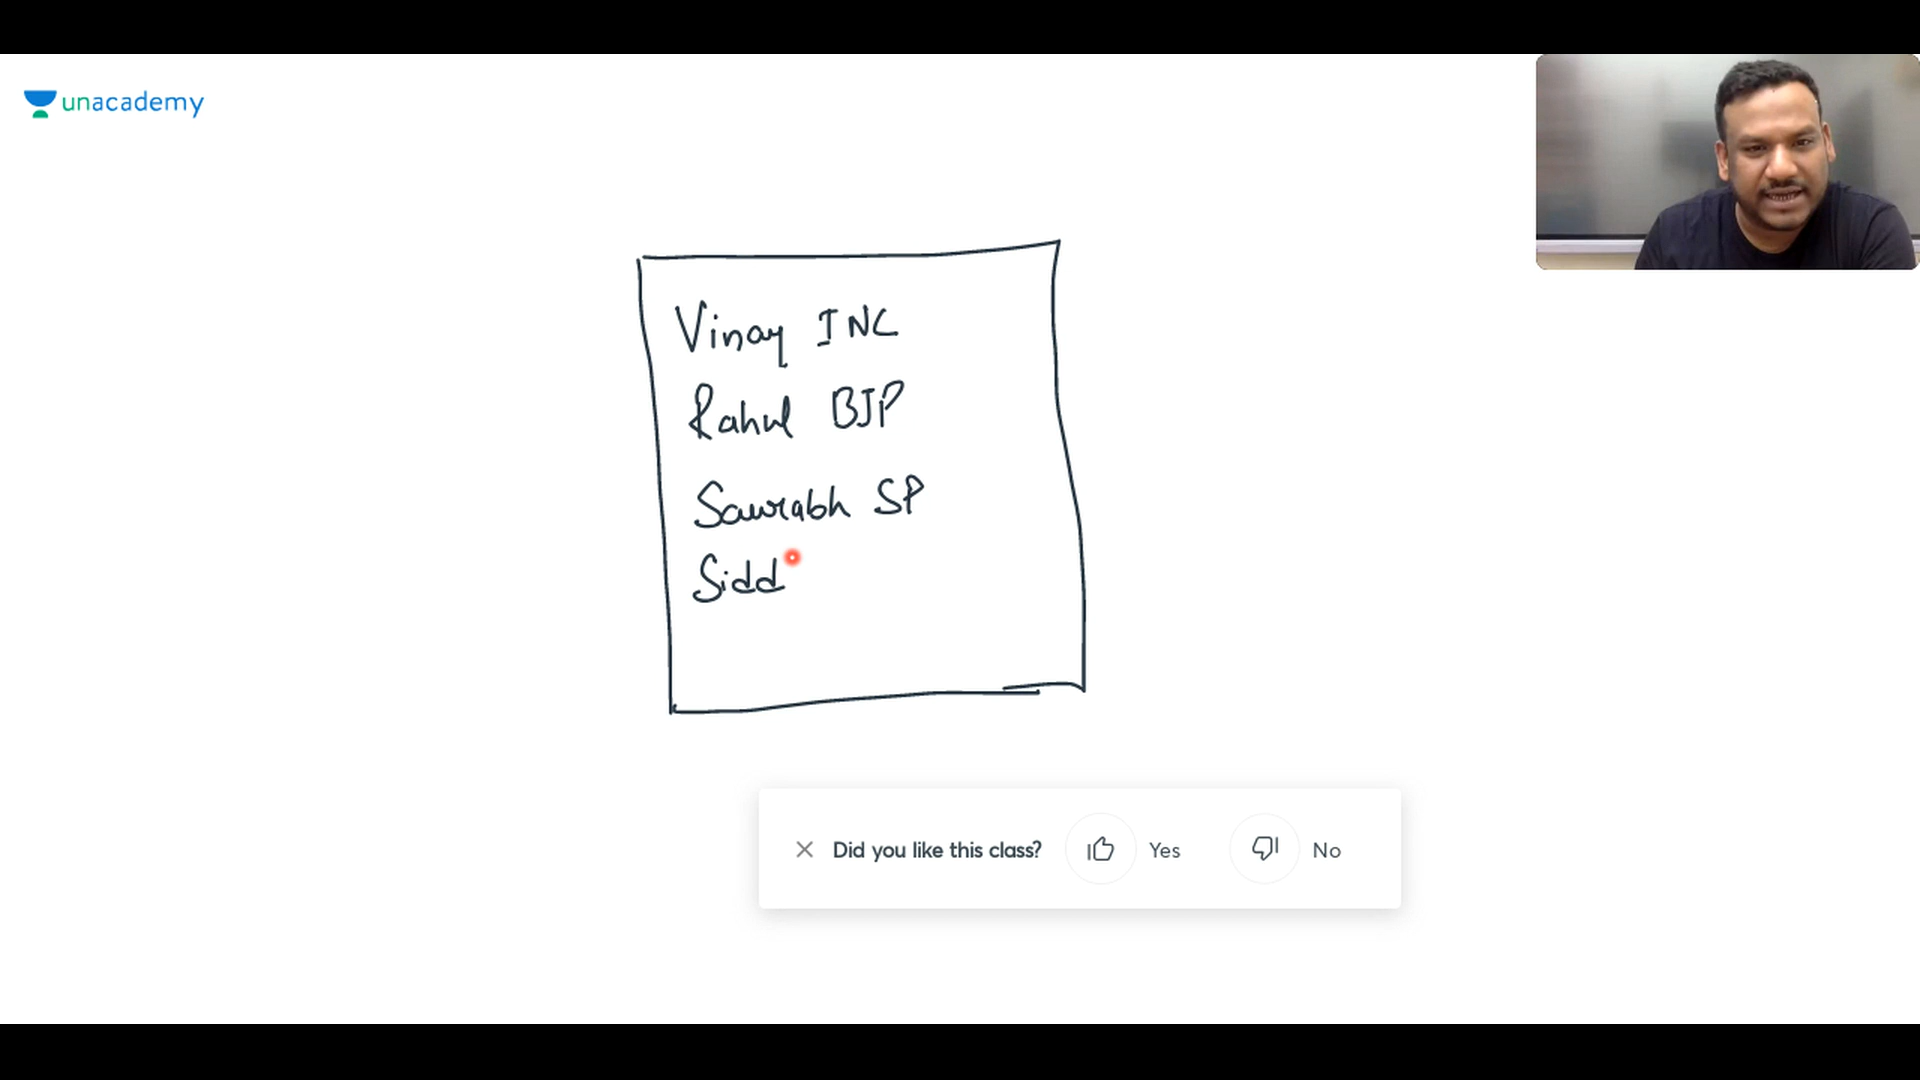 unacademy
Vinay INC
Rahul BJP
Saurabh SP
Sidd
Did you like this class? Yes No